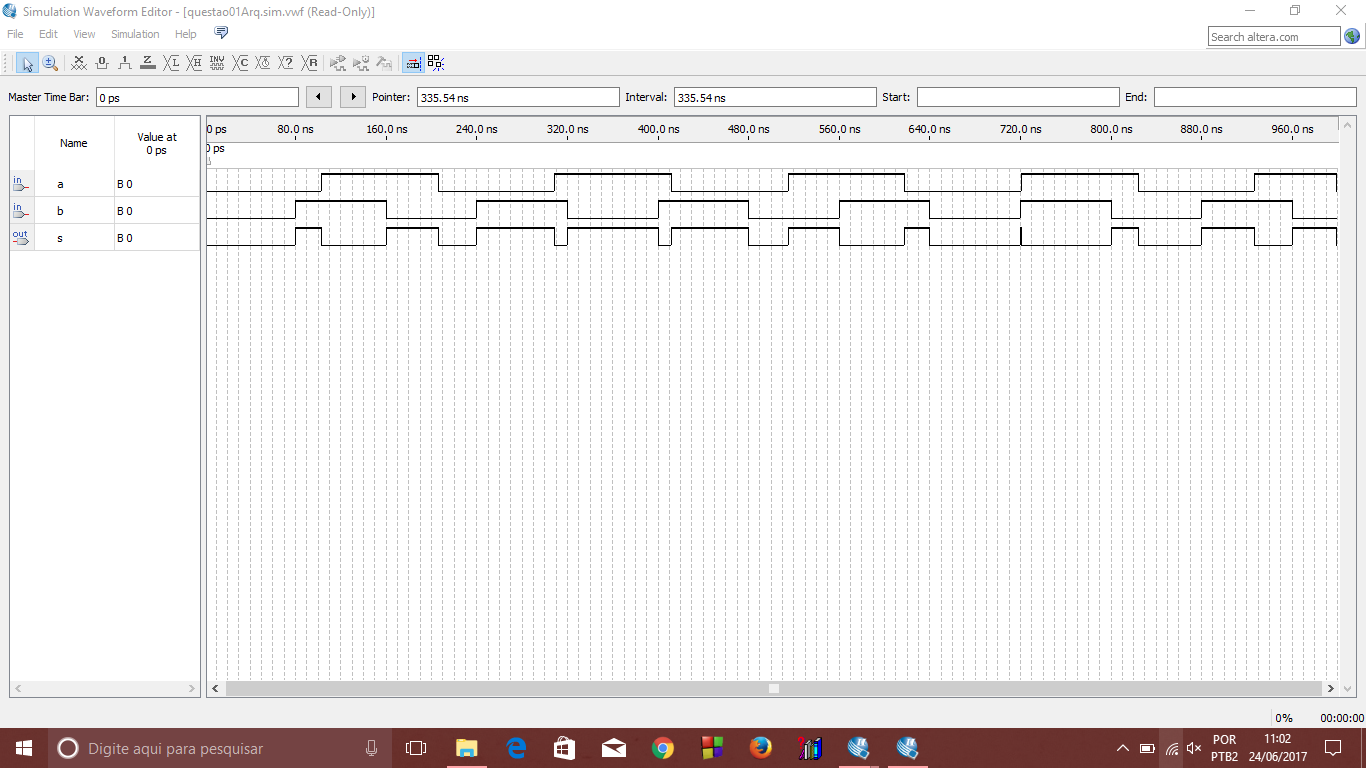 Simulation Waveform Editor - [questao01Arq.sim.vwf (Read-Only)]
File Edit View Simulation Help
Search altera.com
0 1 Z L H INV C 2 ? R
Master Time Bar: 0 ps Pointer: 335.54 ns Interval: 335.54 ns Start: End:
Name Value at
0 ps
0 ps 80.0 ns 160.0 ns 240.0 ns 320.0 ns 400.0 ns 480.0 ns 560.0 ns 640.0 ns 720.0 ns 800.0 ns 880.0 ns 960.0 ns
0 ps
in a B 0
in b B 0
out s B 0
0% 00:00:00
Digite aqui para pesquisar
POR 11:02
PTB2 24/06/2017